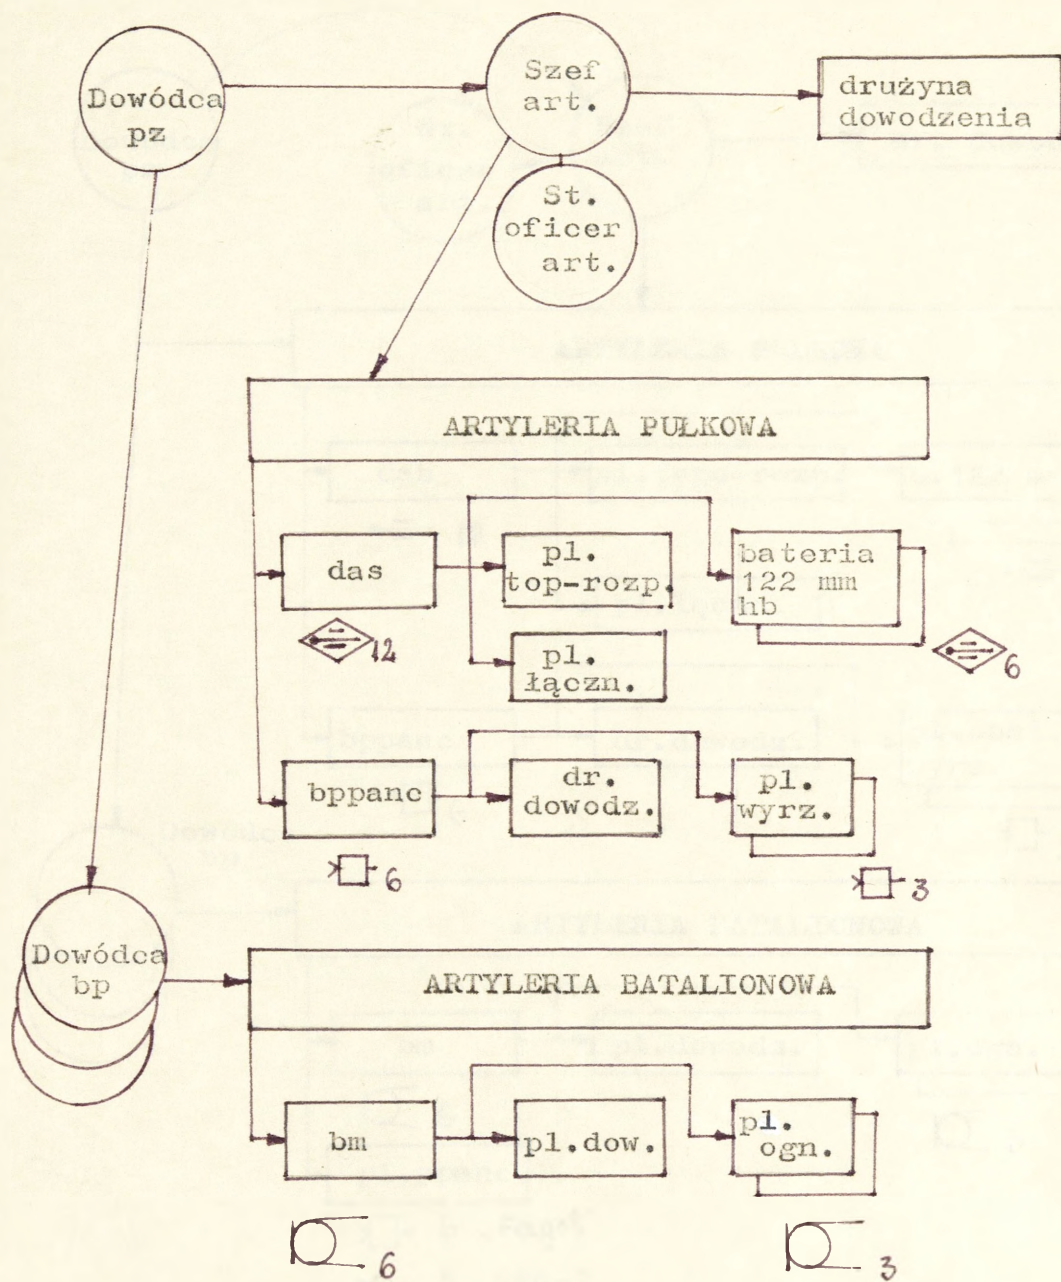 Dowódca
pz
Szef
art.
drużyna
dowodzenia
St.
oficer
art.
ARTYLERIA PUŁKOWA
das
12
pl.
top-rozp.
bateria
122 mm
hb
6
pl.
łączn.
bppanc
6
dr.
dowodz.
pl.
wyrz.
3
Dowódca
bp
ARTYLERIA BATALIONOWA
bm
6
pl.dow.
pl.
ogn.
3